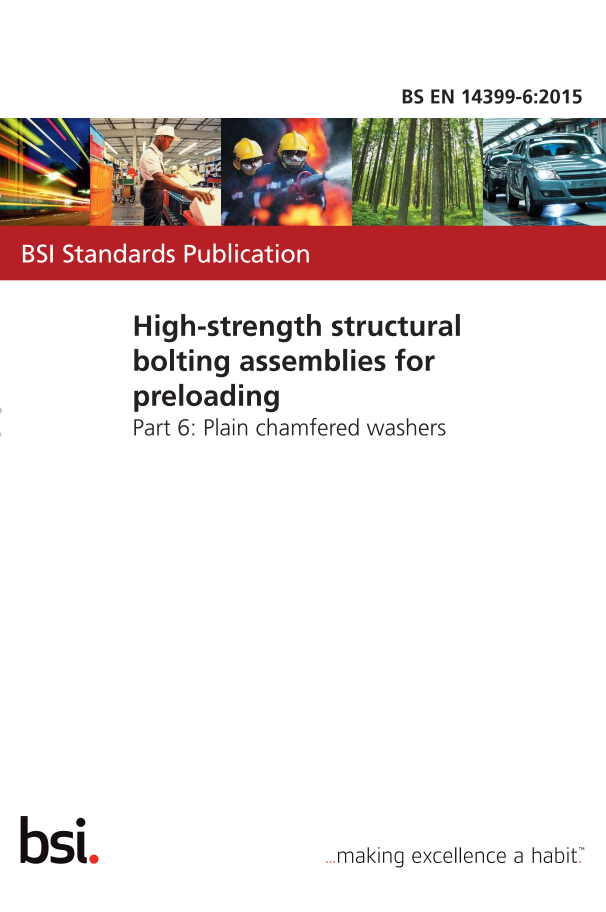 BS EN 14399-6:2015
BSI Standards Publication
High-strength structural
bolting assemblies for
preloading
Part 6: Plain chamfered washers
bsi.
...making excellence a habit.™